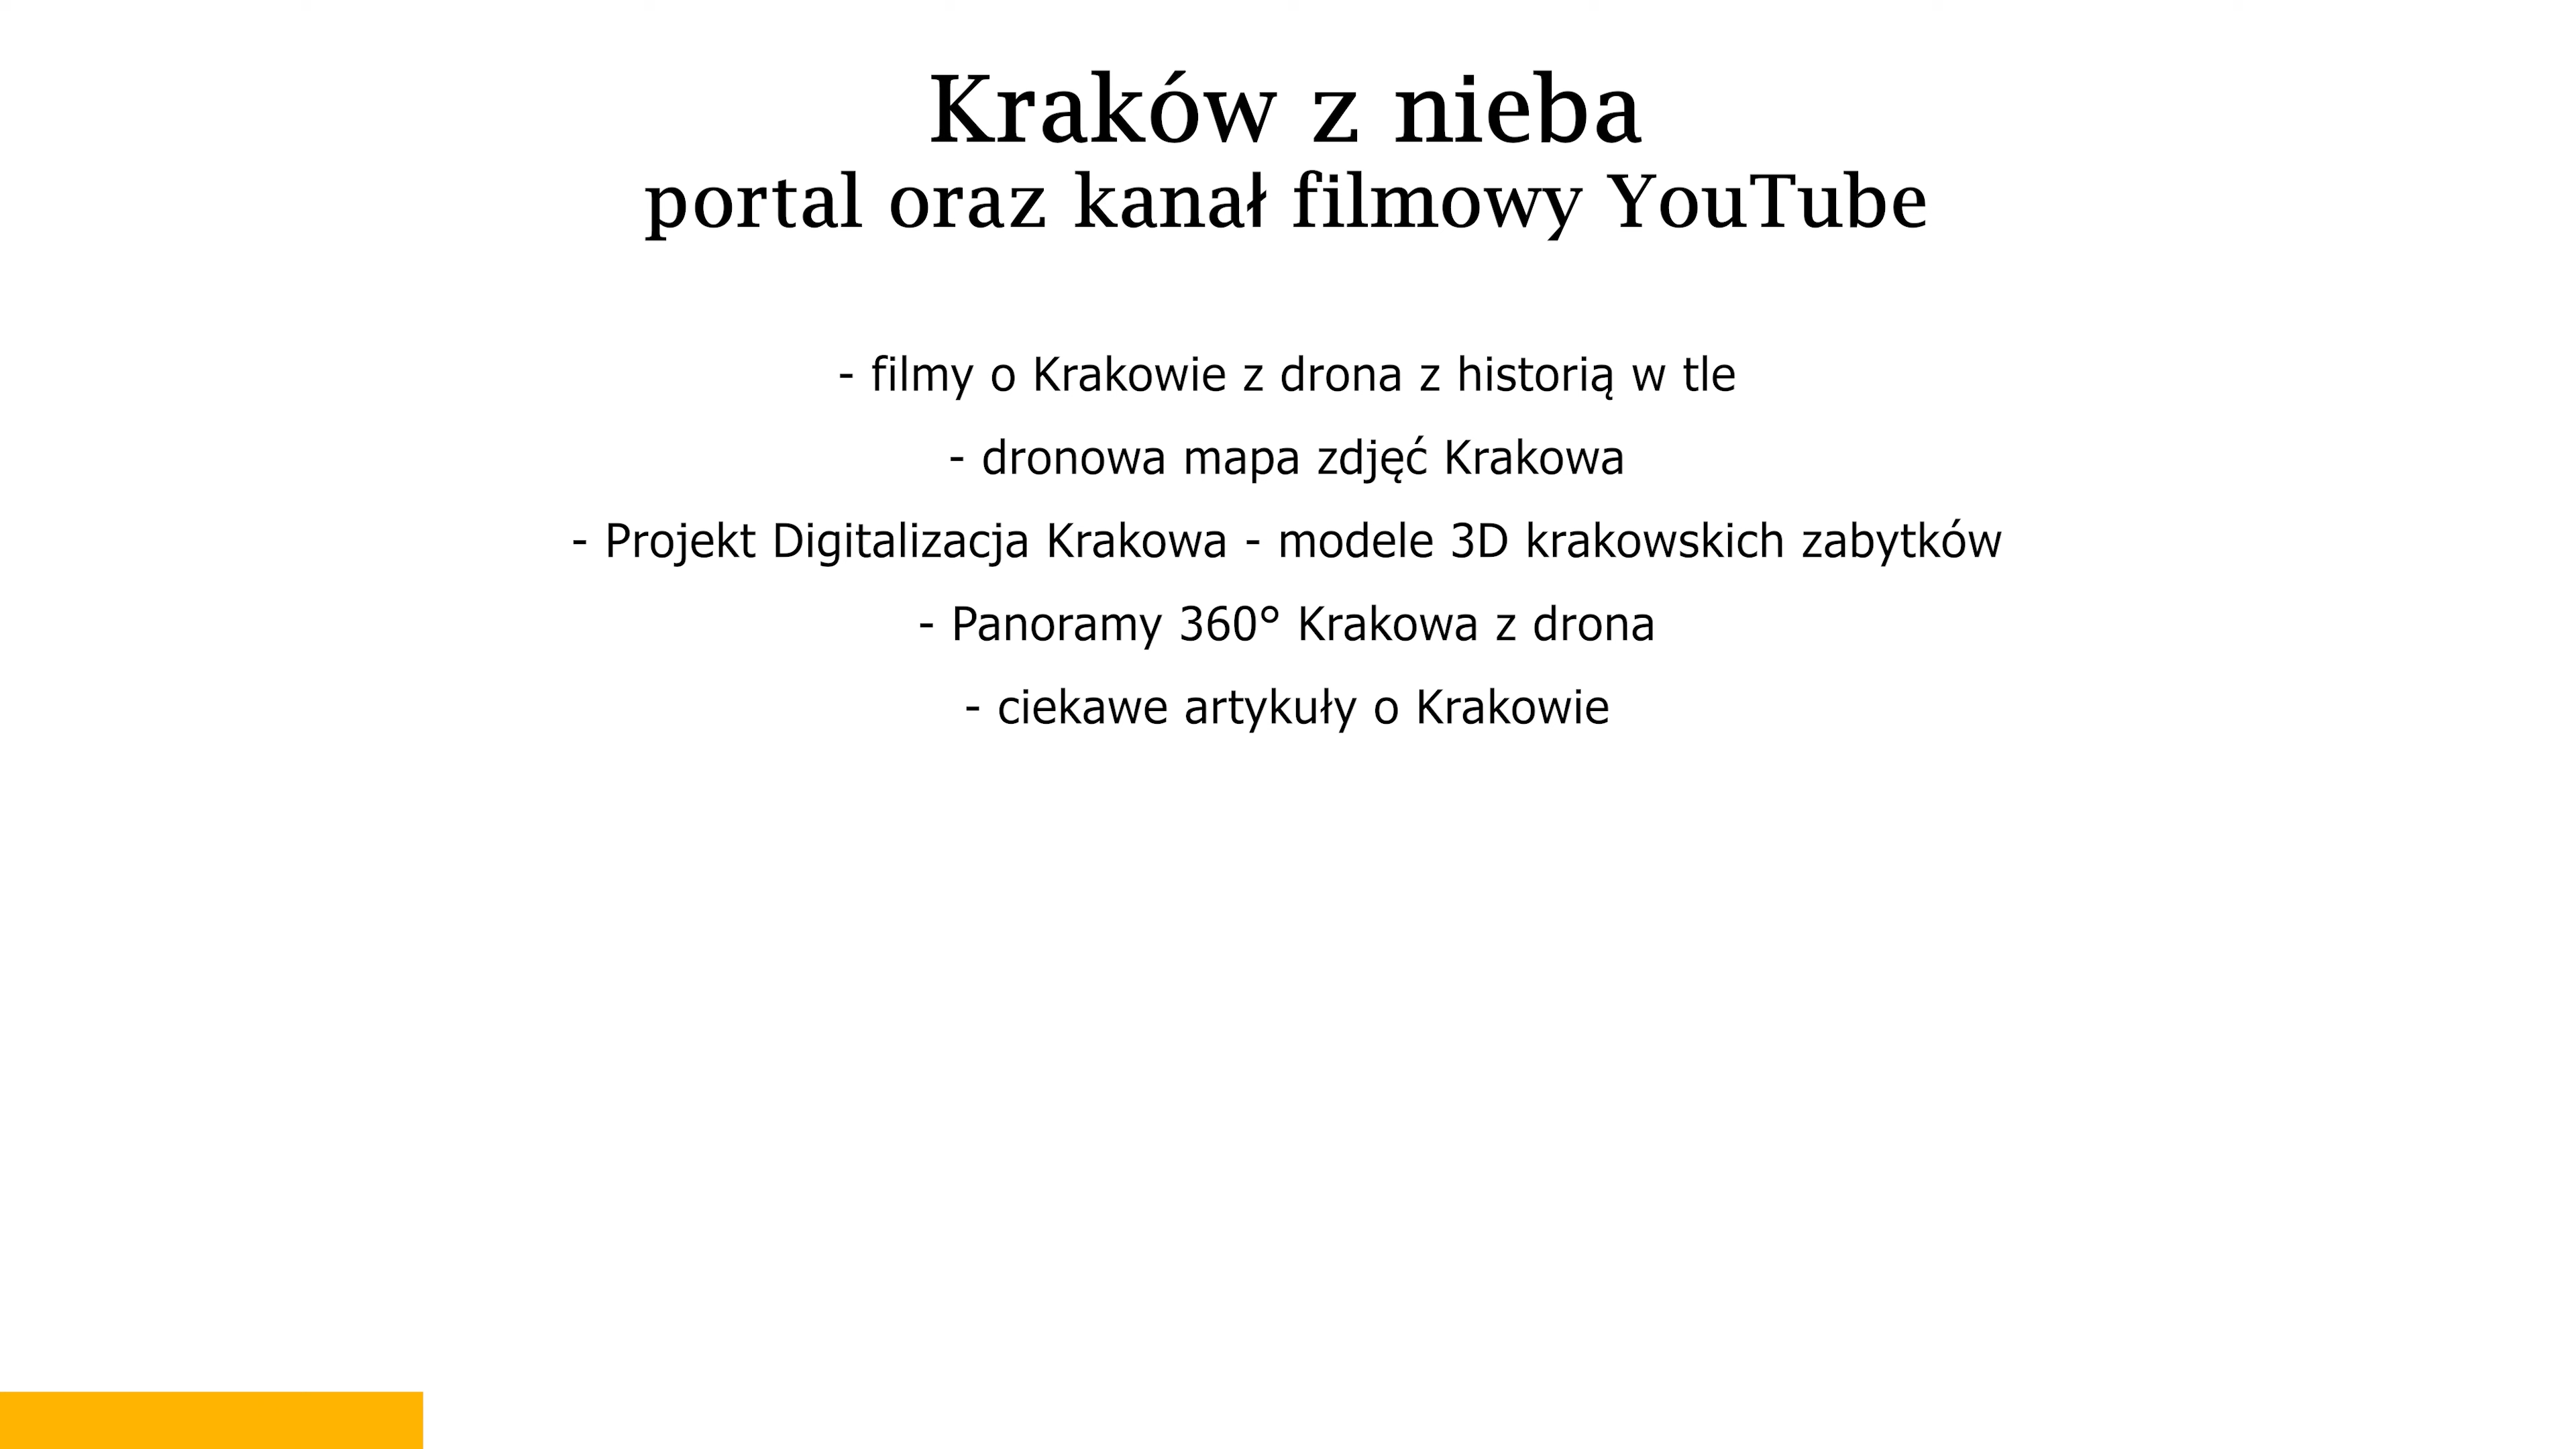 Kraków z nieba
portal oraz kanał filmowy YouTube
- filmy o Krakowie z drona z historią w tle
- dronowa mapa zdjęć Krakowa
- Projekt Digitalizacja Krakowa - modele 3D krakowskich zabytków
- Panoramy 360° Krakowa z drona
- ciekawe artykuły o Krakowie